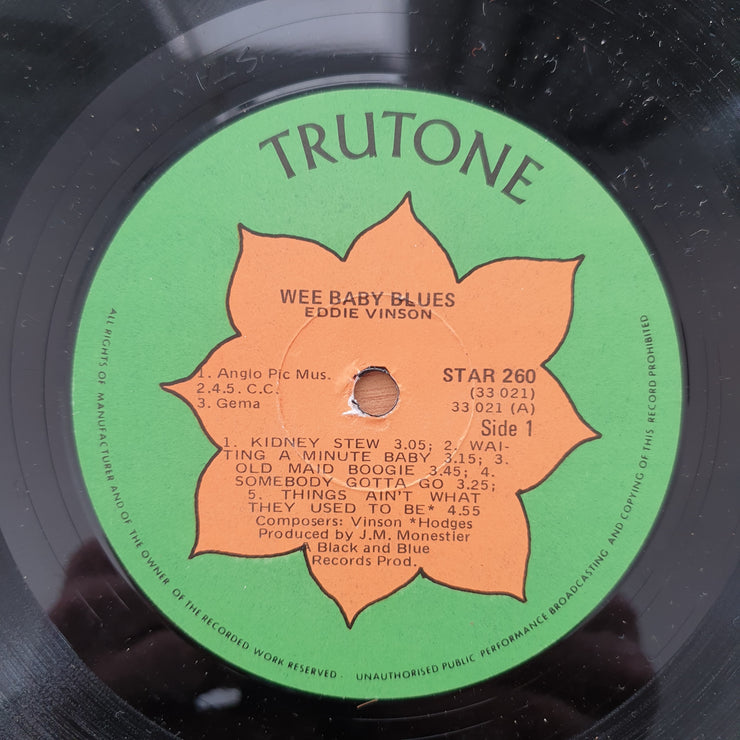 TRUTONE
WEE BABY BLUES
EDDIE VINSON
1. Anglo Pic Mus.
2.4.5. C.C.
3. Gema
STAR 260
(33 021)
33 021 (A)
Side 1
1. KIDNEY STEW 3.05; 2. WAI-
TING A MINUTE BABY 3.15; 3.
OLD MAID BOOGIE 3.45; 4.
SOMEBODY GOTTA GO 3.25;
5. THINGS AIN'T WHAT
THEY USED TO BE* 4.55
Composers: Vinson *Hodges
Produced by J.M. Monestier
A Black and Blue
Records Prod.
ALL RIGHTS OF MANUFACTURER AND OF THE OWNER OF THE RECORDED WORK RESERVED · UNAUTHORISED PUBLIC PERFORMANCE BROADCASTING AND COPYING OF THIS RECORD PROHIBITED